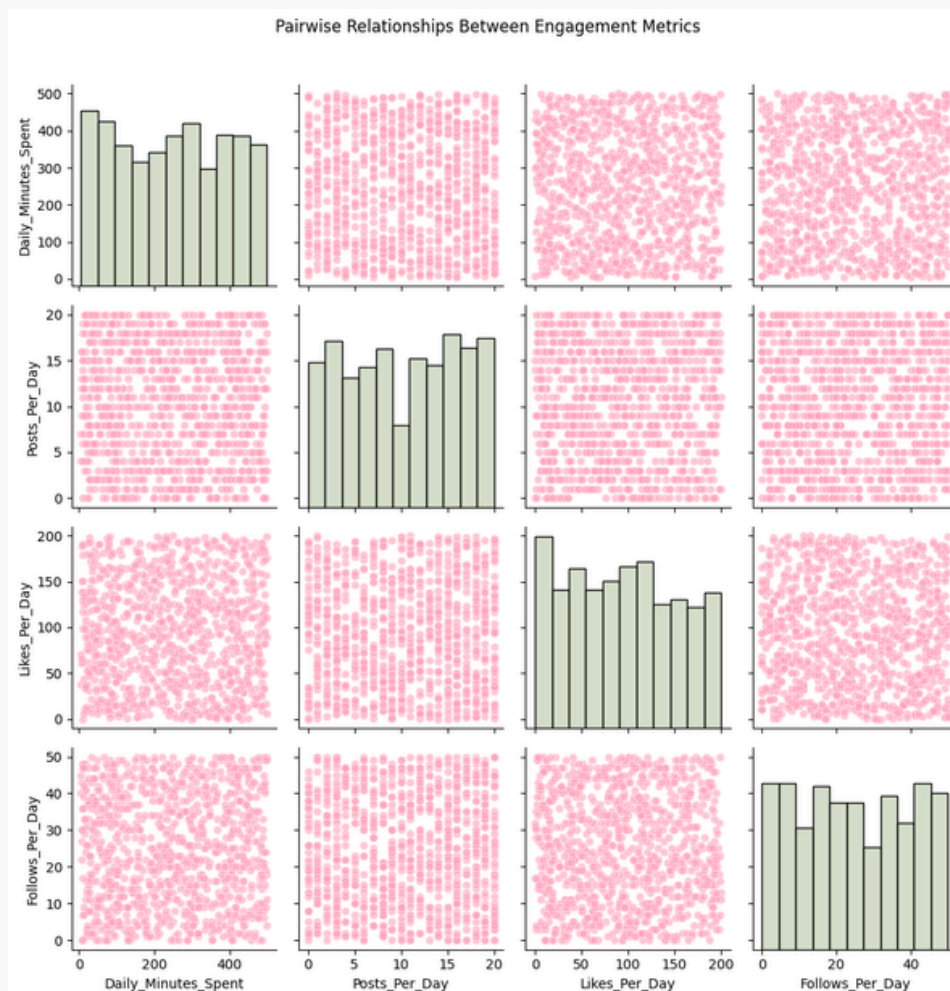 Pairwise Relationships Between Engagement Metrics
500
400
300
200
100
0
Daily_Minutes_Spent
20
15
10
5
0
Posts_Per_Day
200
150
100
50
0
Likes_Per_Day
50
40
30
20
10
0
Follows_Per_Day
0 200 400
0 5 10 15 20
0 50 100 150 200
0 20 40
Daily_Minutes_Spent
Posts_Per_Day
Likes_Per_Day
Follows_Per_Day